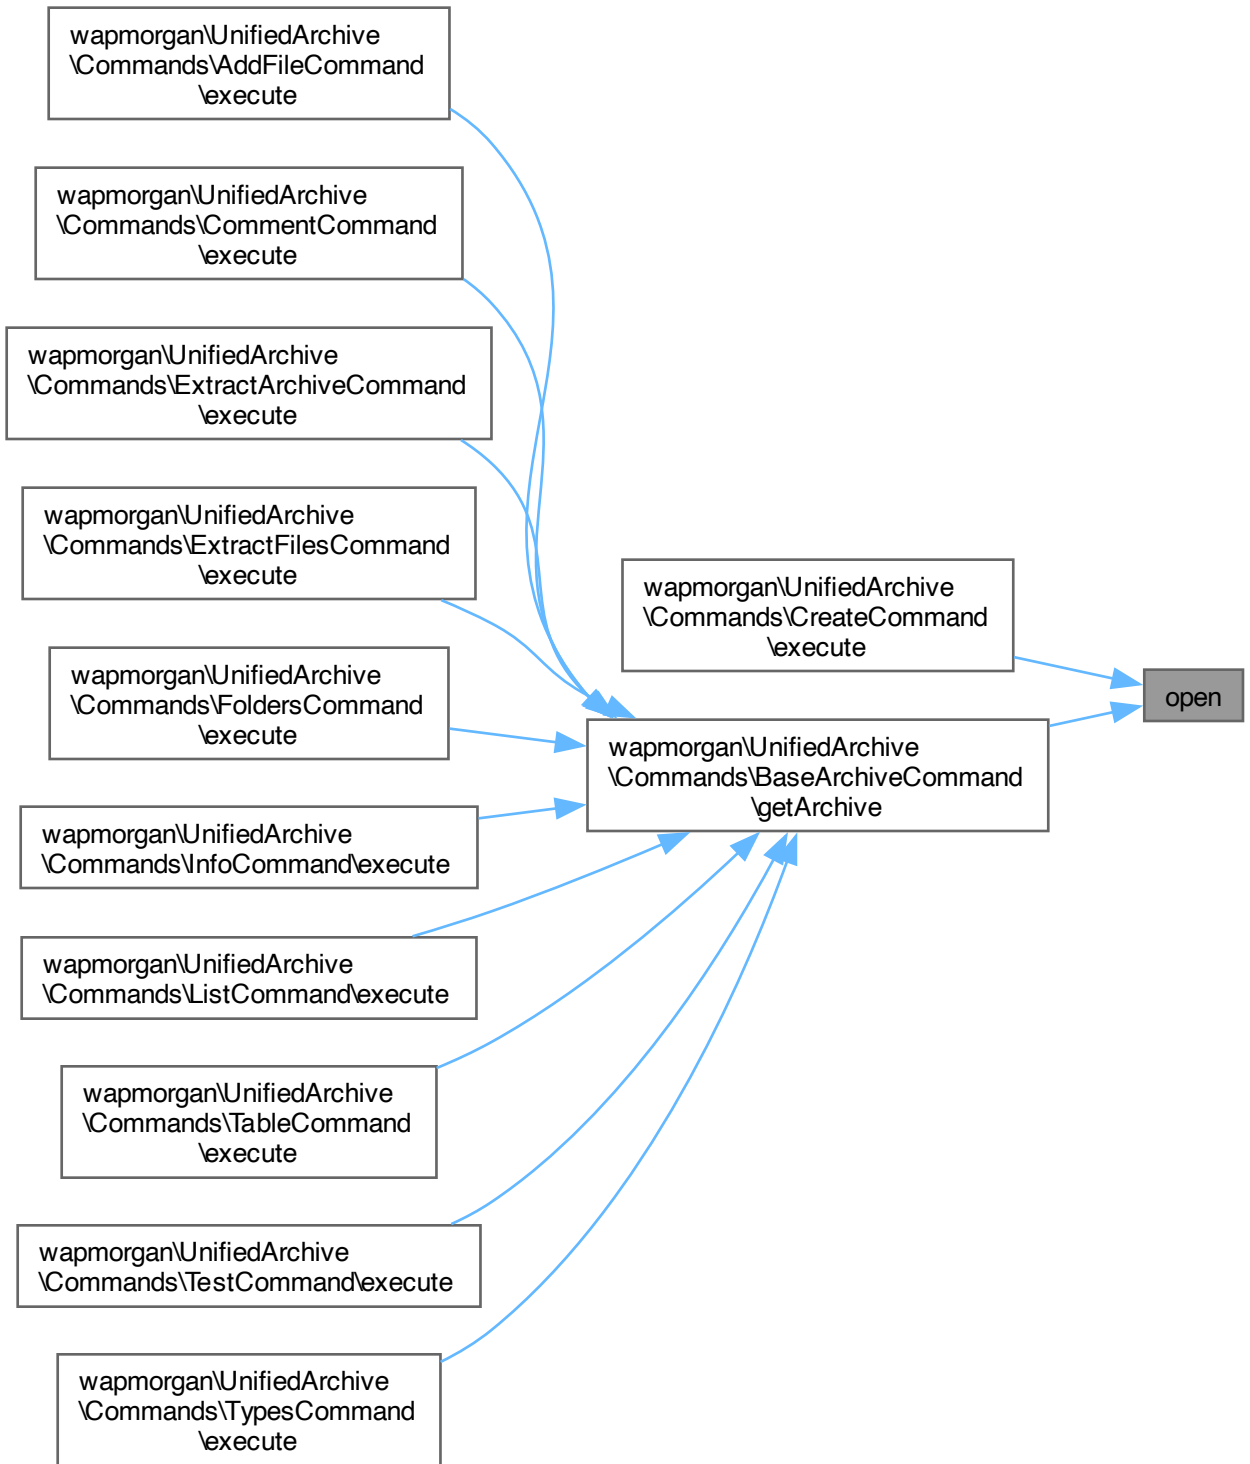 wapmorgan\UnifiedArchive
\Commands\AddFileCommand
\execute
wapmorgan\UnifiedArchive
\Commands\CommentCommand
\execute
wapmorgan\UnifiedArchive
\Commands\ExtractArchiveCommand
\execute
wapmorgan\UnifiedArchive
\Commands\ExtractFilesCommand
\execute
wapmorgan\UnifiedArchive
\Commands\FoldersCommand
\execute
wapmorgan\UnifiedArchive
\Commands\InfoCommand\execute
wapmorgan\UnifiedArchive
\Commands\ListCommand\execute
wapmorgan\UnifiedArchive
\Commands\TableCommand
\execute
wapmorgan\UnifiedArchive
\Commands\TestCommand\execute
wapmorgan\UnifiedArchive
\Commands\TypesCommand
\execute
wapmorgan\UnifiedArchive
\Commands\CreateCommand
\execute
wapmorgan\UnifiedArchive
\Commands\BaseArchiveCommand
\getArchive
open